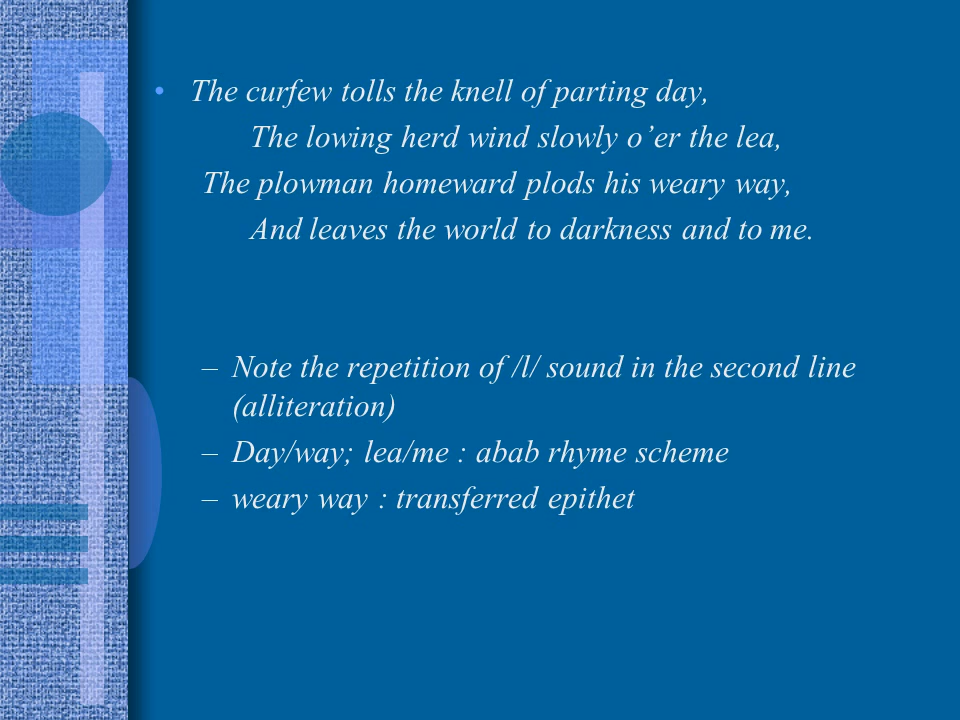 • The curfew tolls the knell of parting day,
The lowing herd wind slowly o’er the lea,
The plowman homeward plods his weary way,
And leaves the world to darkness and to me.
– Note the repetition of /l/ sound in the second line
(alliteration)
– Day/way; lea/me : abab rhyme scheme
– weary way : transferred epithet